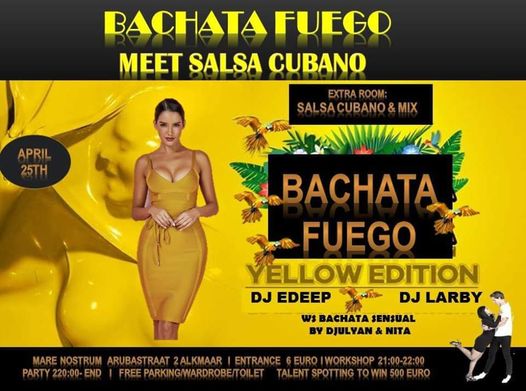 BACHATA FUEGO
MEET SALSA CUBANO
EXTRA ROOM:
SALSA CUBANO & MIX
APRIL
25TH
BACHATA
FUEGO
YELLOW EDITION
DJ EDEEP DJ LARBY
WS BACHATA SENSUAL
BY DJULYAN & NITA
MARE NOSTRUM ARUBASTRAAT 2 ALKMAAR I ENTRANCE 6 EURO I WORKSHOP 21:00-22:00
PARTY 220:00- END I FREE PARKING/WARDROBE/TOILET TALENT SPOTTING TO WIN 500 EURO